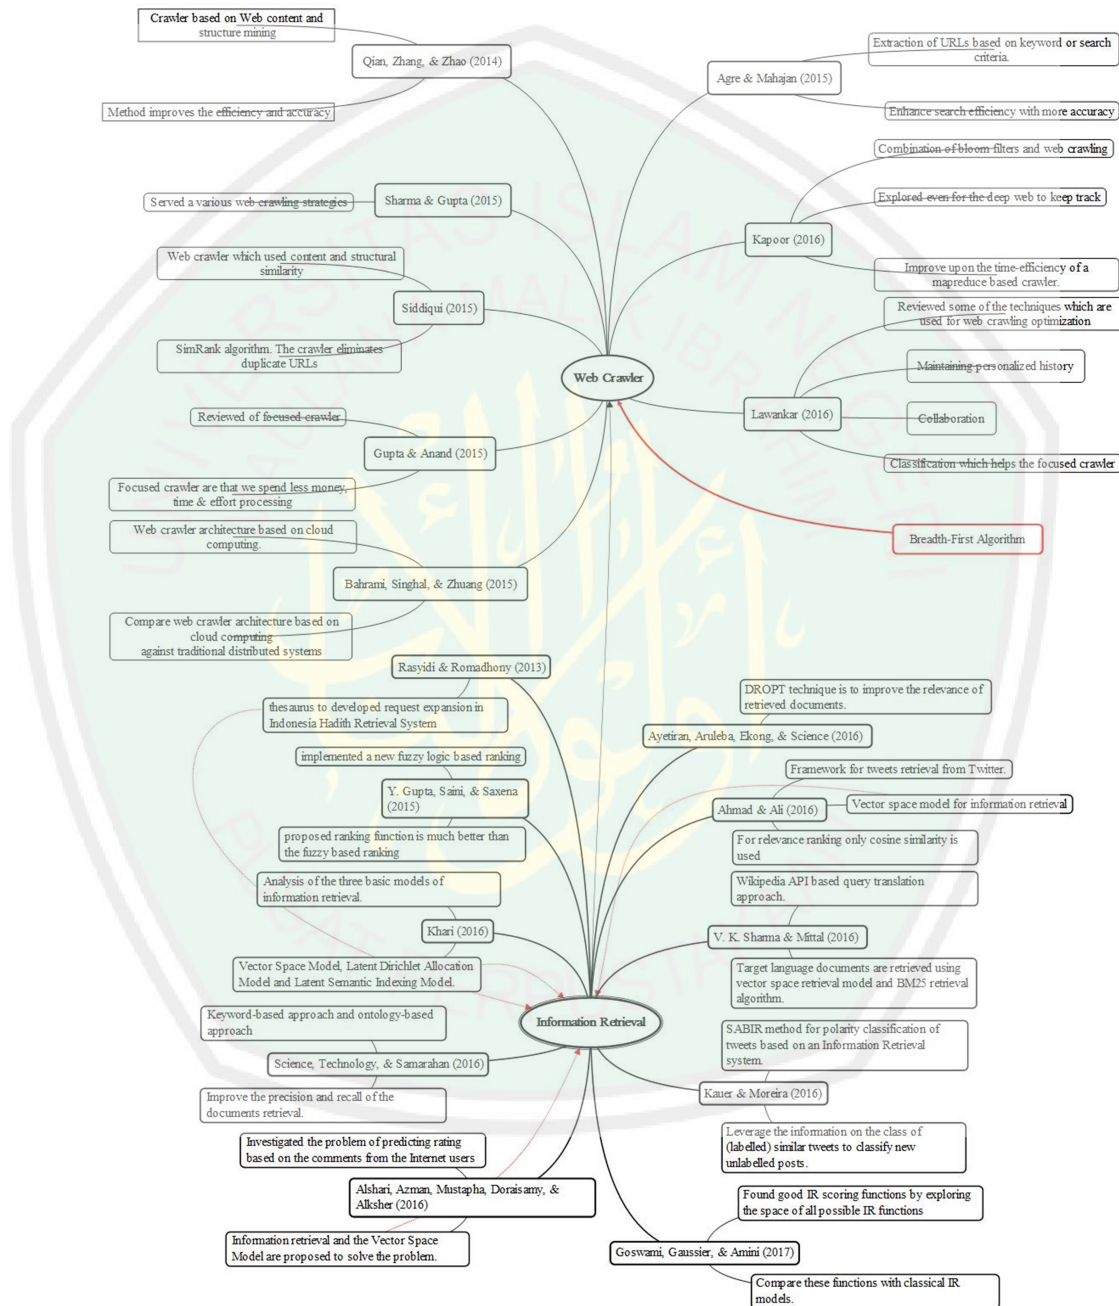 Crawler based on Web content and
structure mining
Qian, Zhang, & Zhao (2014)
Method improves the efficiency and accuracy
Extraction of URLs based on keyword or search
criteria.
Agre & Mahajan (2015)
Enhance search efficiency with more accuracy
Combination of bloom filters and web crawling
Explored even for the deep web to keep track
Kapoor (2016)
Improve upon the time-efficiency of a
mapreduce based crawler.
Served a various web crawling strategics
Sharma & Gupta (2015)
Web crawler which used content and structural
similarity
Siddiqui (2015)
SimRank algorithm. The crawler eliminates
duplicate URLs
Reviewed some of the techniques which are
used for web crawling optimization
Maintaining personalized history
Lawankar (2016)
Collaboration
Classification which helps the focused crawler
Web Crawler
Reviewed of focused crawler
Gupta & Anand (2015)
Focused crawler are that we spend less money,
time & effort processing
Web crawler architecture based on cloud
computing.
Bahrami, Singhal, & Zhuang (2015)
Compare web crawler architecture based on
cloud computing
against traditional distributed systems
Breadth-First Algorithm
Rasyidi & Romadhony (2013)
thesaurus to developed request expansion in
Indonesia Hadith Retrieval System
implemented a new fuzzy logic based ranking
Y. Gupta, Saini, & Saxena
(2015)
proposed ranking function is much better than
the fuzzy based ranking
Analysis of the three basic models of
information retrieval.
Khari (2016)
Vector Space Model, Latent Dirichlet Allocation
Model and Latent Semantic Indexing Model.
Keyword-based approach and ontology-based
approach
Science, Technology, & Samarahan (2016)
Improve the precision and recall of the
documents retrieval.
Investigated the problem of predicting rating
based on the comments from the Internet users
Alshari, Azman, Mustapha, Doraisamy, &
Alksher (2016)
Information retrieval and the Vector Space
Model are proposed to solve the problem.
Information Retrieval
DROPT technique is to improve the relevance of
retrieved documents.
Ayetiran, Aruleba, Ekong, & Science (2016)
Framework for tweets retrieval from Twitter.
Ahmad & Ali (2016)
Vector space model for information retrieval
For relevance ranking only cosine similarity is
used
Wikipedia API based query translation
approach.
V. K. Sharma & Mittal (2016)
Target language documents are retrieved using
vector space retrieval model and BM25 retrieval
algorithm.
SABIR method for polarity classification of
tweets based on an Information Retrieval
system.
Kauer & Moreira (2016)
Leverage the information on the class of
(labelled) similar tweets to classify new
unlabelled posts.
Found good IR scoring functions by exploring
the space of all possible IR functions
Goswami, Gaussier, & Amini (2017)
Compare these functions with classical IR
models.